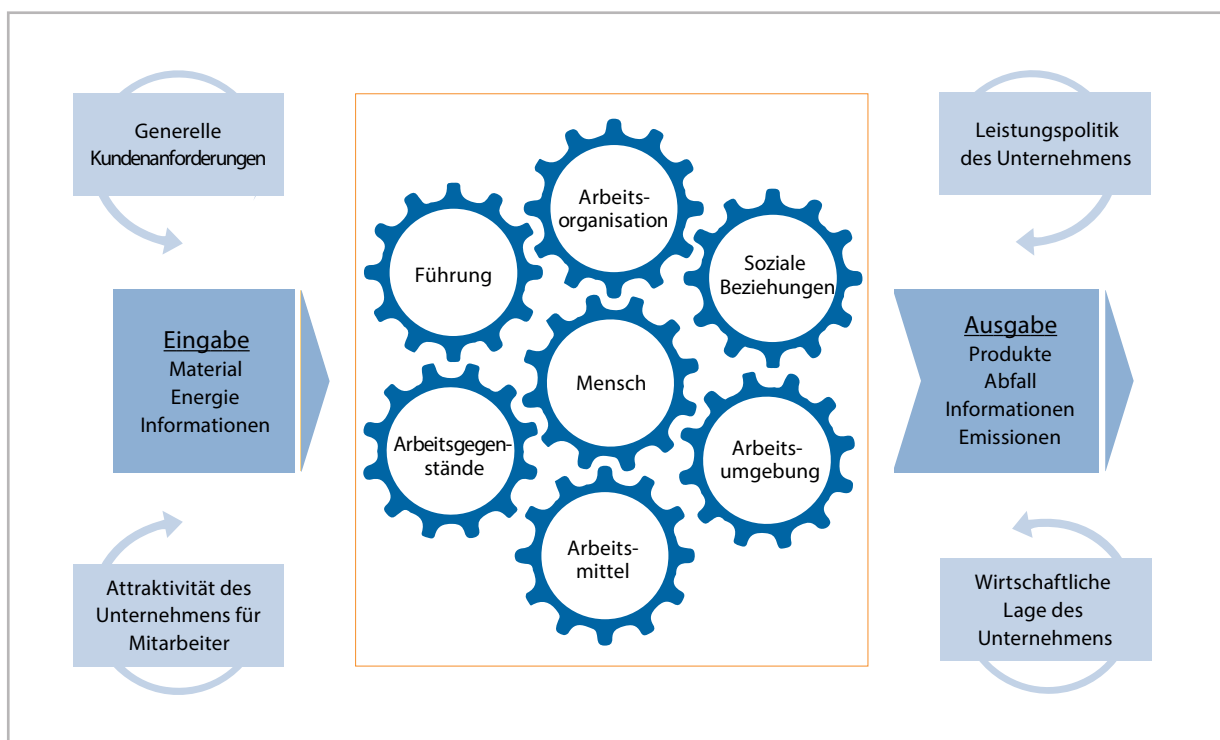 Generelle
Kundenanforderungen
Leistungspolitik
des Unternehmens
Arbeits-
organisation
Führung
Soziale
Beziehungen
Eingabe
Material
Energie
Informationen
Mensch
Ausgabe
Produkte
Abfall
Informationen
Emissionen
Arbeitsgegen-
stände
Arbeits-
umgebung
Arbeits-
mittel
Attraktivität des
Unternehmens für
Mitarbeiter
Wirtschaftliche
Lage des
Unternehmens